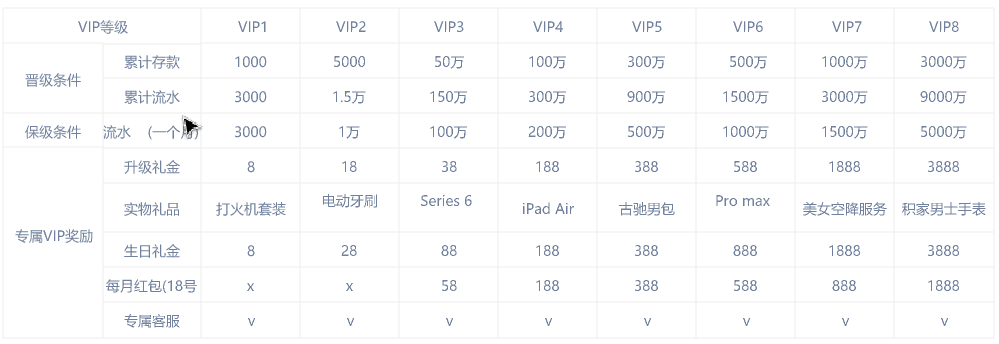 VIP等级 VIP1 VIP2 VIP3 VIP4 VIP5 VIP6 VIP7 VIP8
晋级条件
累计存款 1000 5000 50万 100万 300万 500万 1000万 3000万
累计流水 3000 1.5万 150万 300万 900万 1500万 3000万 9000万
保级条件 流水 (一个月) 3000 1万 100万 200万 500万 1000万 1500万 5000万
专属VIP奖励
升级礼金 8 18 38 188 388 588 1888 3888
实物礼品 打火机套装 电动牙刷 Series 6 iPad Air 古驰男包 Pro max 美女空降服务 积家男士手表
生日礼金 8 28 88 188 388 888 1888 3888
每月红包(18号 x x 58 188 388 588 888 1888
专属客服 v v v v v v v v